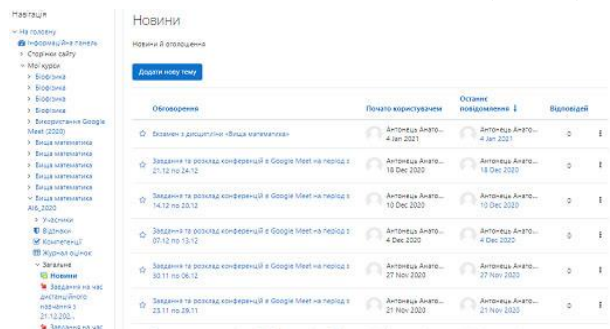 Навігація
На головну
Інформаційна панель
Сторінки сайту
Мої курси
Біофізика
Біофізика
Біофізика
Біофізика
Використання Google
Meet (2020)
Вища математика
Вища математика
Вища математика
Вища математика
Вища математика
АІ6_2020
Учасники
Відзнаки
Компетенції
Журнал оцінок
Загальне
Новини
Завдання на час
дистанційного
навчання з
21.12.202...
Завдання на час
Новини
Новини й оголошення
Додати нову тему
Обговорення Почато користувачем Останнє повідомлення ↓ Відповідей
Екзамен з дисципліни «Вища математика» Антонець Анато... 4 Jan 2021 Антонець Анато... 4 Jan 2021 0
Завдання та розклад конференцій в Google Meet на період з 21.12 по 24.12 Антонець Анато... 18 Dec 2020 Антонець Анато... 18 Dec 2020 0
Завдання та розклад конференцій в Google Meet на період з 14.12 по 20.12 Антонець Анато... 10 Dec 2020 Антонець Анато... 10 Dec 2020 0
Завдання та розклад конференцій в Google Meet на період з 07.12 по 13.12 Антонець Анато... 4 Dec 2020 Антонець Анато... 4 Dec 2020 0
Завдання та розклад конференцій в Google Meet на період з 30.11 по 06.12 Антонець Анато... 27 Nov 2020 Антонець Анато... 27 Nov 2020 0
Завдання та розклад конференцій в Google Meet на період з 23.11 по 29.11 Антонець Анато... 21 Nov 2020 Антонець Анато... 21 Nov 2020 0